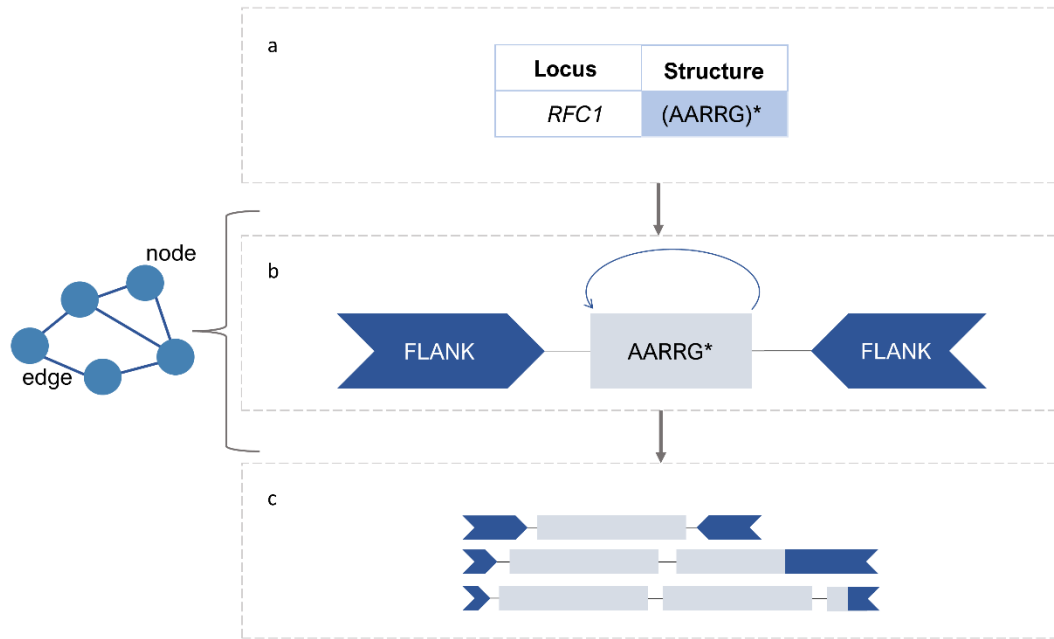 a
Locus Structure
RFC1 (AARRG)*
node
edge
b
FLANK AARRG* FLANK
c